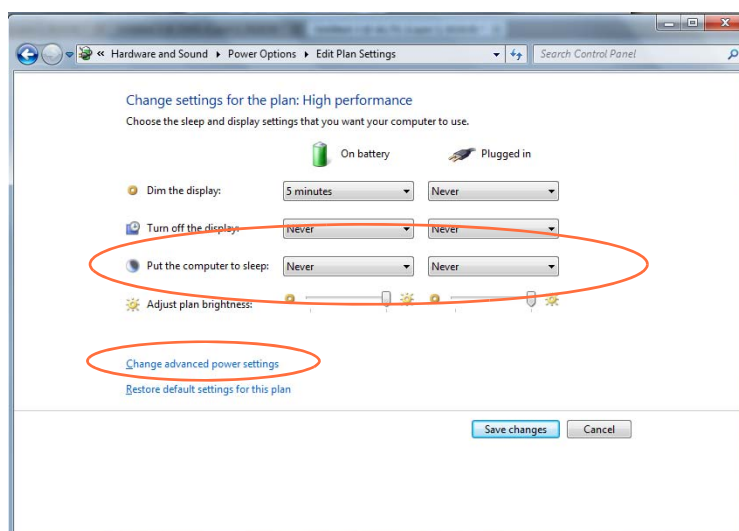 « Hardware and Sound ▸ Power Options ▸ Edit Plan Settings Search Control Panel
Change settings for the plan: High performance
Choose the sleep and display settings that you want your computer to use.
On battery Plugged in
Dim the display: 5 minutes Never
Turn off the display: Never Never
Put the computer to sleep: Never Never
Adjust plan brightness:
Change advanced power settings
Restore default settings for this plan
Save changes Cancel